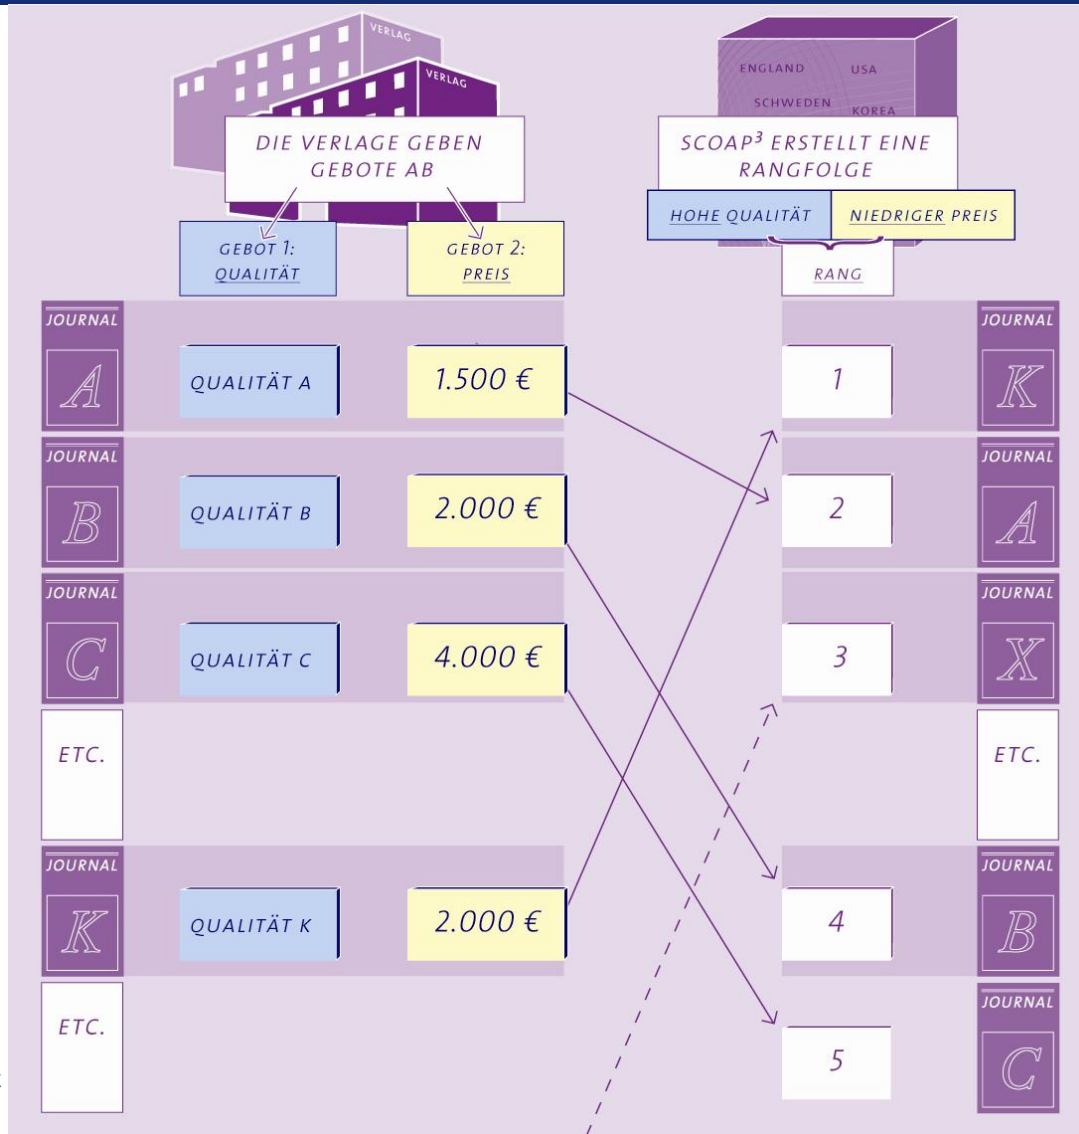 VERLAG
VERLAG
DIE VERLAGE GEBEN
GEBOTE AB
GEBOT 1:
QUALITÄT
GEBOT 2:
PREIS
ENGLAND USA
SCHWEDEN KOREA
SCOAP³ ERSTELLT EINE
RANGFOLGE
HOHE QUALITÄT NIEDRIGER PREIS
RANG
JOURNAL
A
QUALITÄT A
1.500 €
1
JOURNAL
K
JOURNAL
B
QUALITÄT B
2.000 €
2
JOURNAL
A
JOURNAL
C
QUALITÄT C
4.000 €
3
JOURNAL
X
ETC.
ETC.
JOURNAL
K
QUALITÄT K
2.000 €
4
JOURNAL
B
ETC.
5
JOURNAL
C